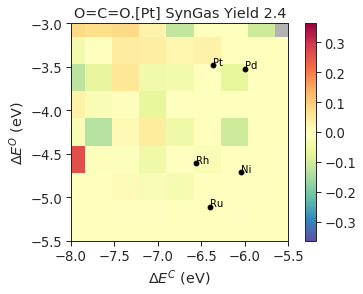 O=C=O.[Pt] SynGas Yield 2.4
−3.0
−3.5
−4.0
−4.5
−5.0
−5.5
ΔE^O (eV)
Pt
Pd
Rh
Ni
Ru
−8.0 −7.5 −7.0 −6.5 −6.0 −5.5
ΔE^C (eV)
0.3
0.2
0.1
0.0
−0.1
−0.2
−0.3